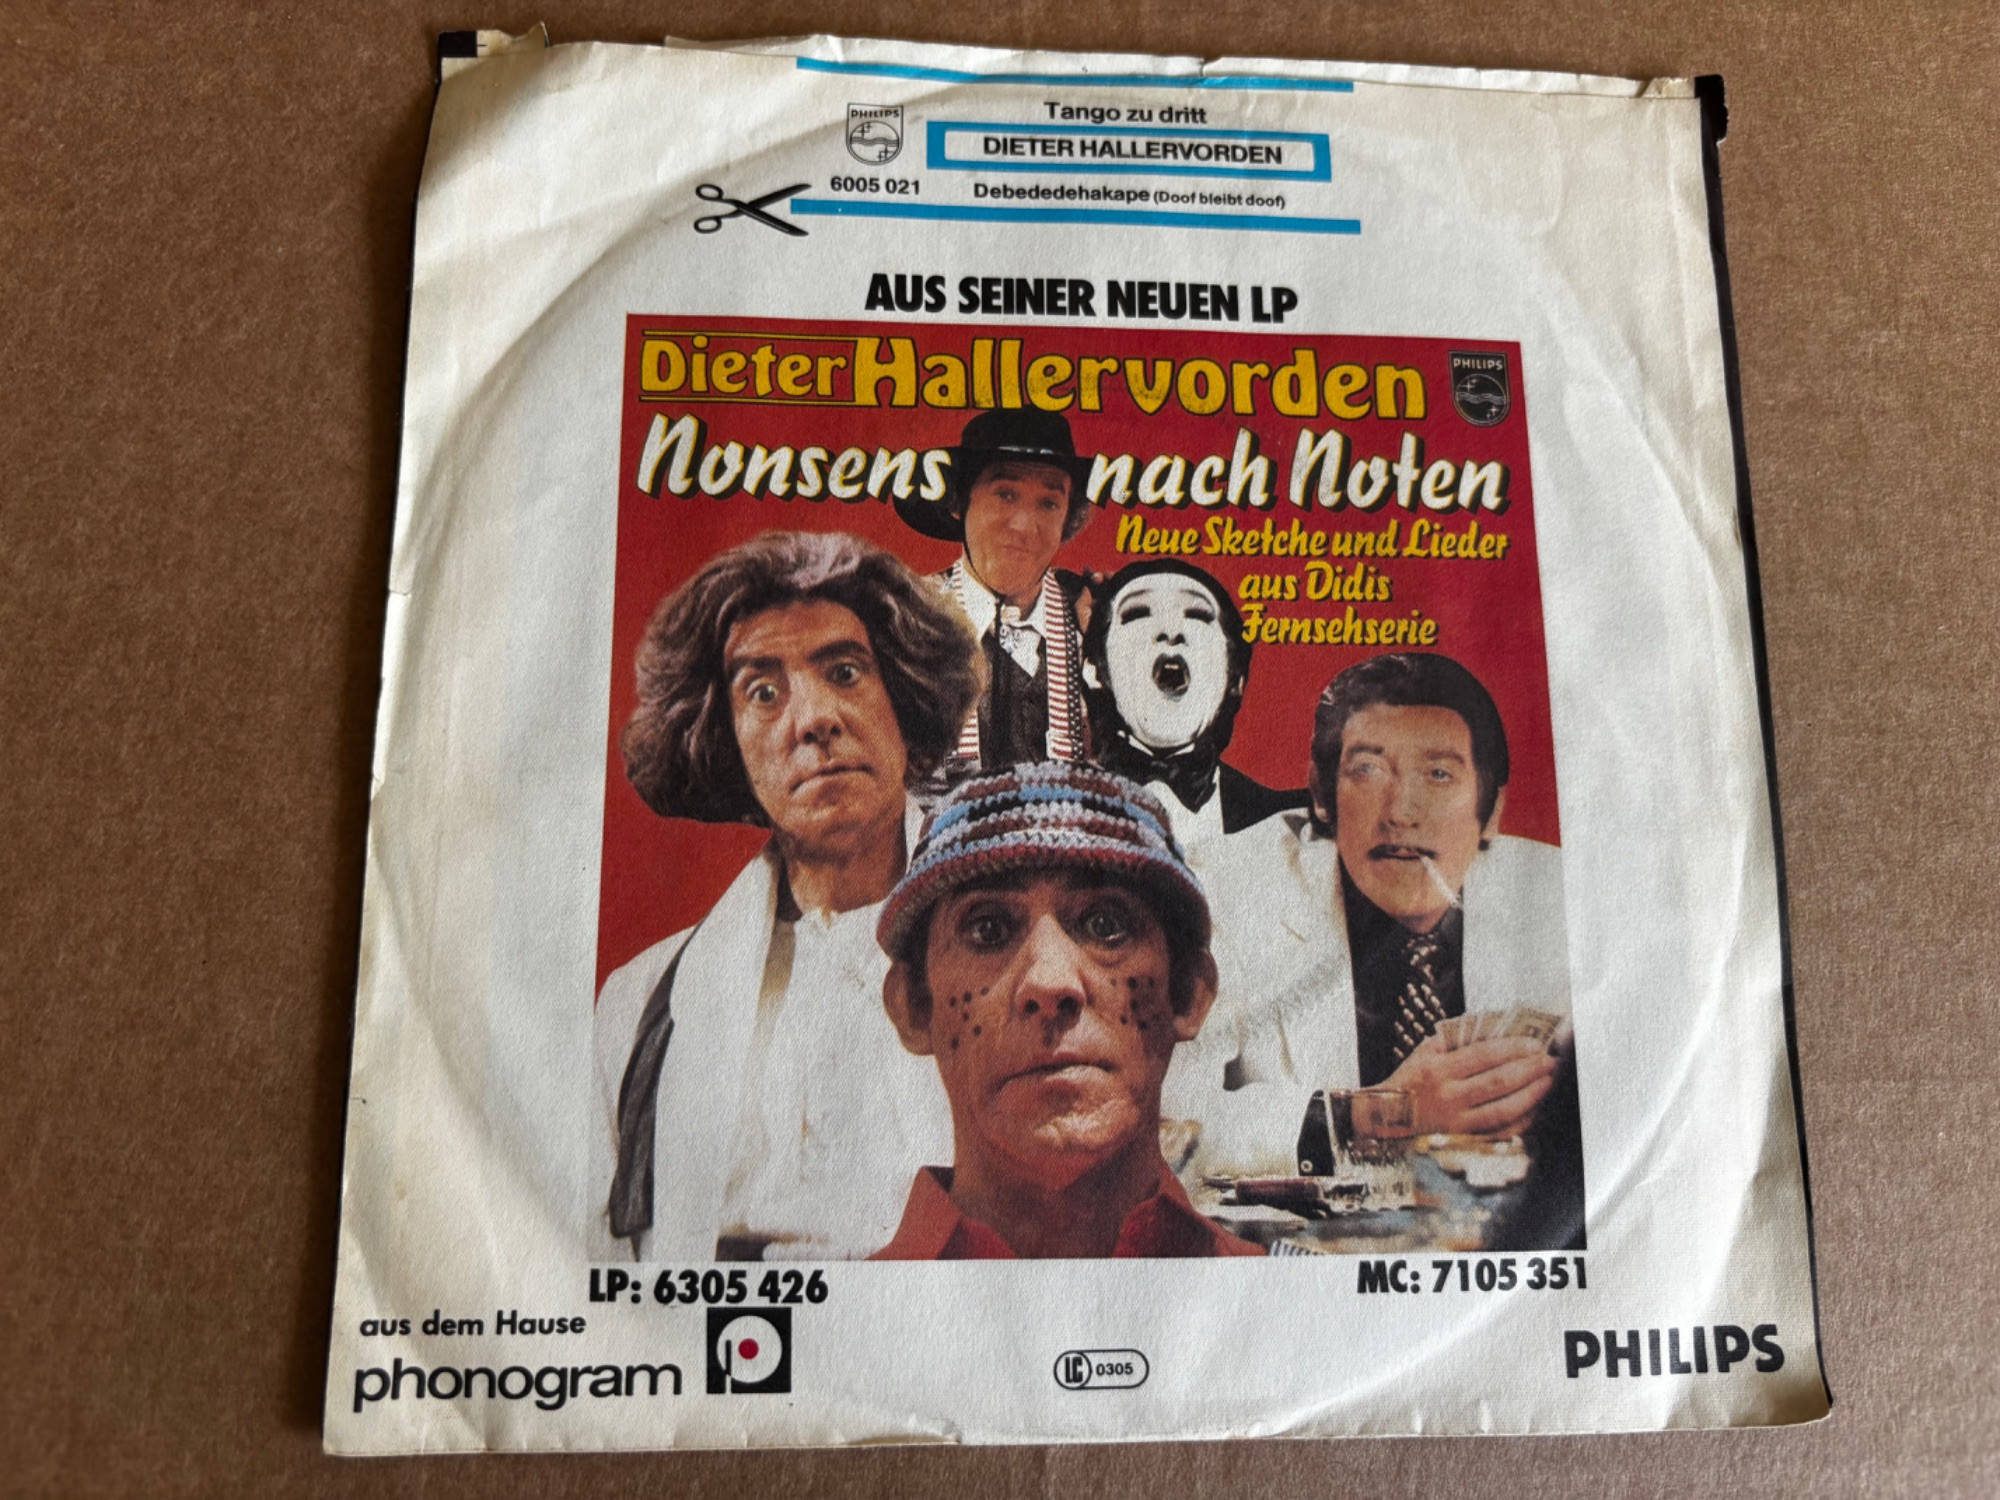 Tango zu dritt
PHILIPS
DIETER HALLERVORDEN
6005 021
Debededehakape (Doof bleibt doof)
AUS SEINER NEUEN LP
Dieter Hallervorden
PHILIPS
Nonsens nach Noten
Neue Sketche und Lieder
aus Didis
Fernsehserie
LP: 6305 426
MC: 7105 351
aus dem Hause
phonogram
LC 0305
PHILIPS